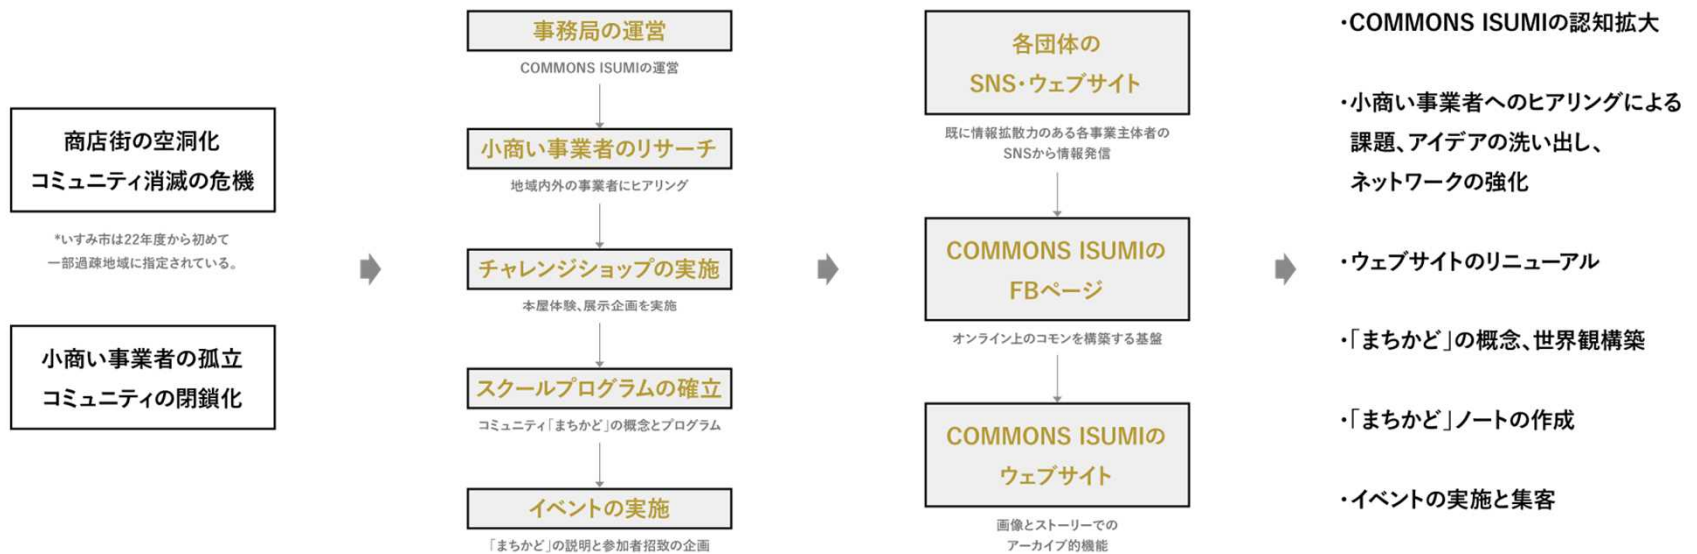 商店街の空洞化
コミュニティ消滅の危機
*いすみ市は22年度から初めて
一部過疎地域に指定されている。
小商い事業者の孤立
コミュニティの閉鎖化
事務局の運営
COMMONS ISUMIの運営
小商い事業者のリサーチ
地域内外の事業者にヒアリング
チャレンジショップの実施
本屋体験、展示企画を実施
スクールプログラムの確立
コミュニティ「まちかど」の概念とプログラム
イベントの実施
「まちかど」の説明と参加者招致の企画
各団体の
SNS・ウェブサイト
既に情報拡散力のある各事業主体者の
SNSから情報発信
COMMONS ISUMIの
FBページ
オンライン上のコモンを構築する基盤
COMMONS ISUMIの
ウェブサイト
画像とストーリーでの
アーカイブ的機能
・COMMONS ISUMIの認知拡大
・小商い事業者へのヒアリングによる
課題、アイデアの洗い出し、
ネットワークの強化
・ウェブサイトのリニューアル
・「まちかど」の概念、世界観構築
・「まちかど」ノートの作成
・イベントの実施と集客